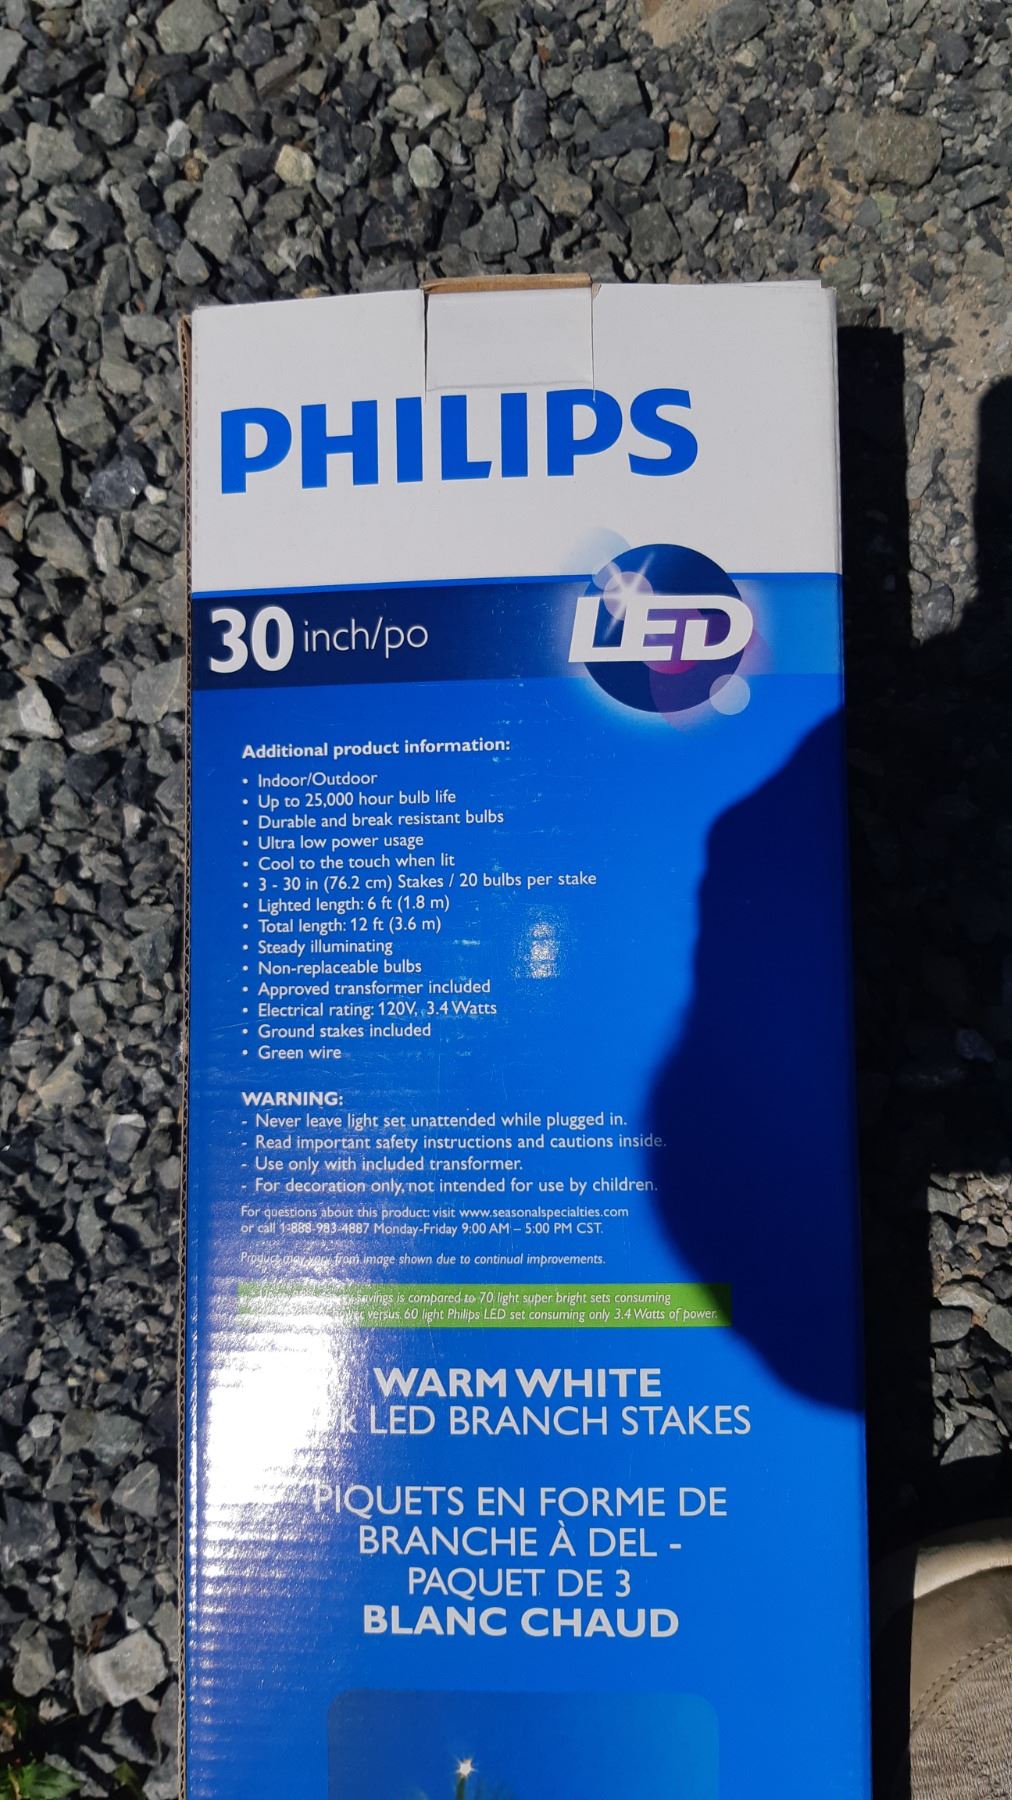 PHILIPS
30 inch/po
LED
Additional product information:
• Indoor/Outdoor
• Up to 25,000 hour bulb life
• Durable and break resistant bulbs
• Ultra low power usage
• Cool to the touch when lit
• 3 - 30 in (76.2 cm) Stakes / 20 bulbs per stake
• Lighted length: 6 ft (1.8 m)
• Total length: 12 ft (3.6 m)
• Steady illuminating
• Non-replaceable bulbs
• Approved transformer included
• Electrical rating: 120V, 3.4 Watts
• Ground stakes included
• Green wire
WARNING:
- Never leave light set unattended while plugged in.
- Read important safety instructions and cautions inside.
- Use only with included transformer.
- For decoration only, not intended for use by children.
For questions about this product: visit www.seasonalspecialties.com
or call 1-888-983-4887 Monday-Friday 9:00 AM – 5:00 PM CST.
Product may vary from image shown due to continual improvements.
savings is compared to 70 light super bright sets consuming
versus 60 light Philips LED set consuming only 3.4 Watts of power.
WARM WHITE
LED BRANCH STAKES
PIQUETS EN FORME DE
BRANCHE À DEL -
PAQUET DE 3
BLANC CHAUD